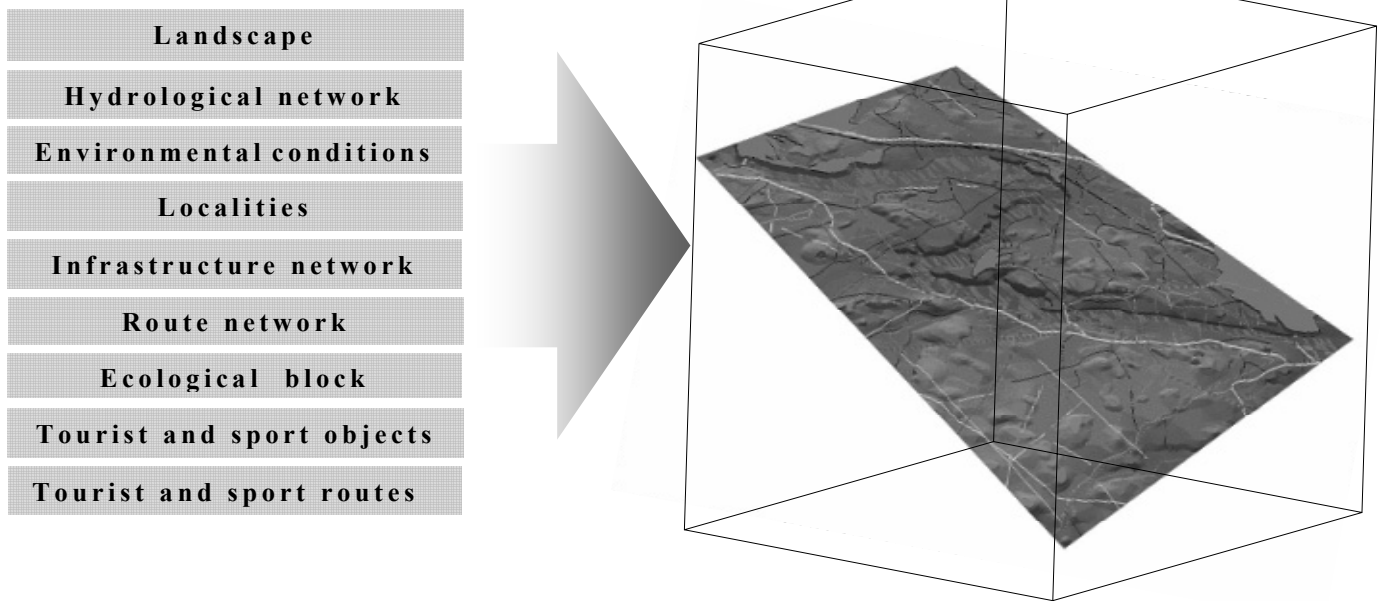 Landscape
Hydrological network
Environmental conditions
Localities
Infrastructure network
Route network
Ecological block
Tourist and sport objects
Tourist and sport routes